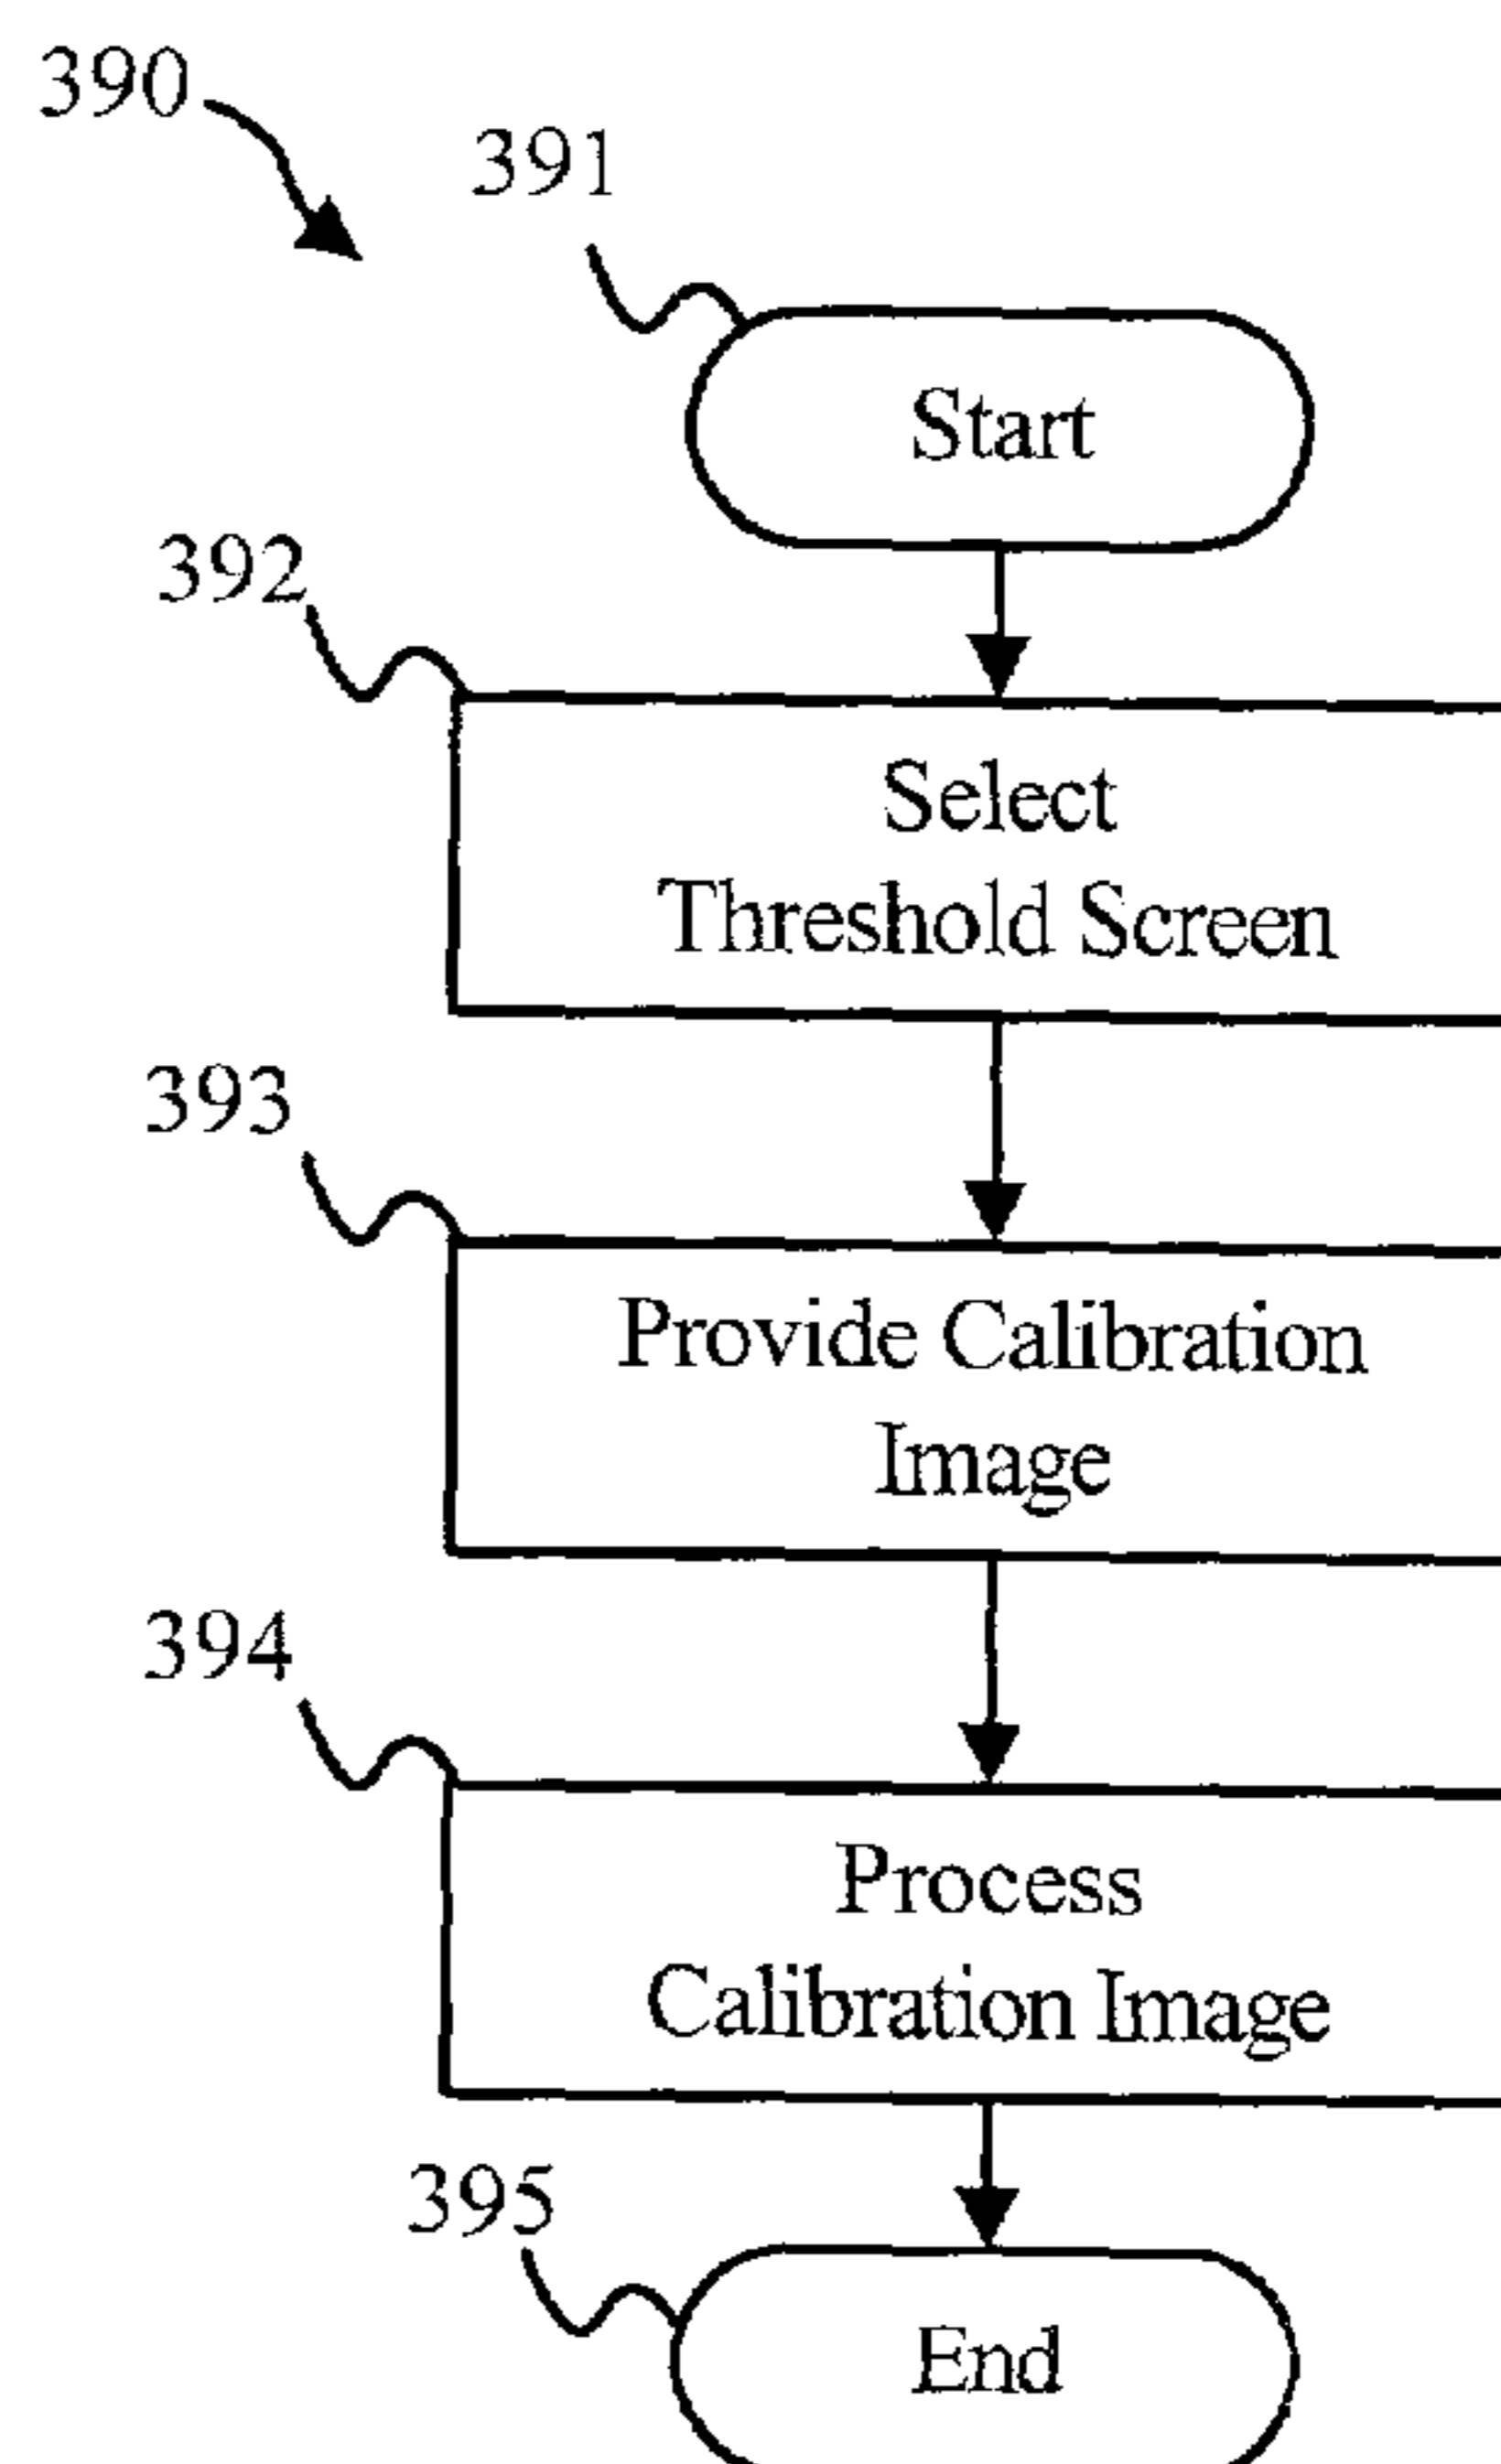 390
391
Start
392
Select
Threshold Screen
393
Provide Calibration
Image
394
Process
Calibration Image
395
End